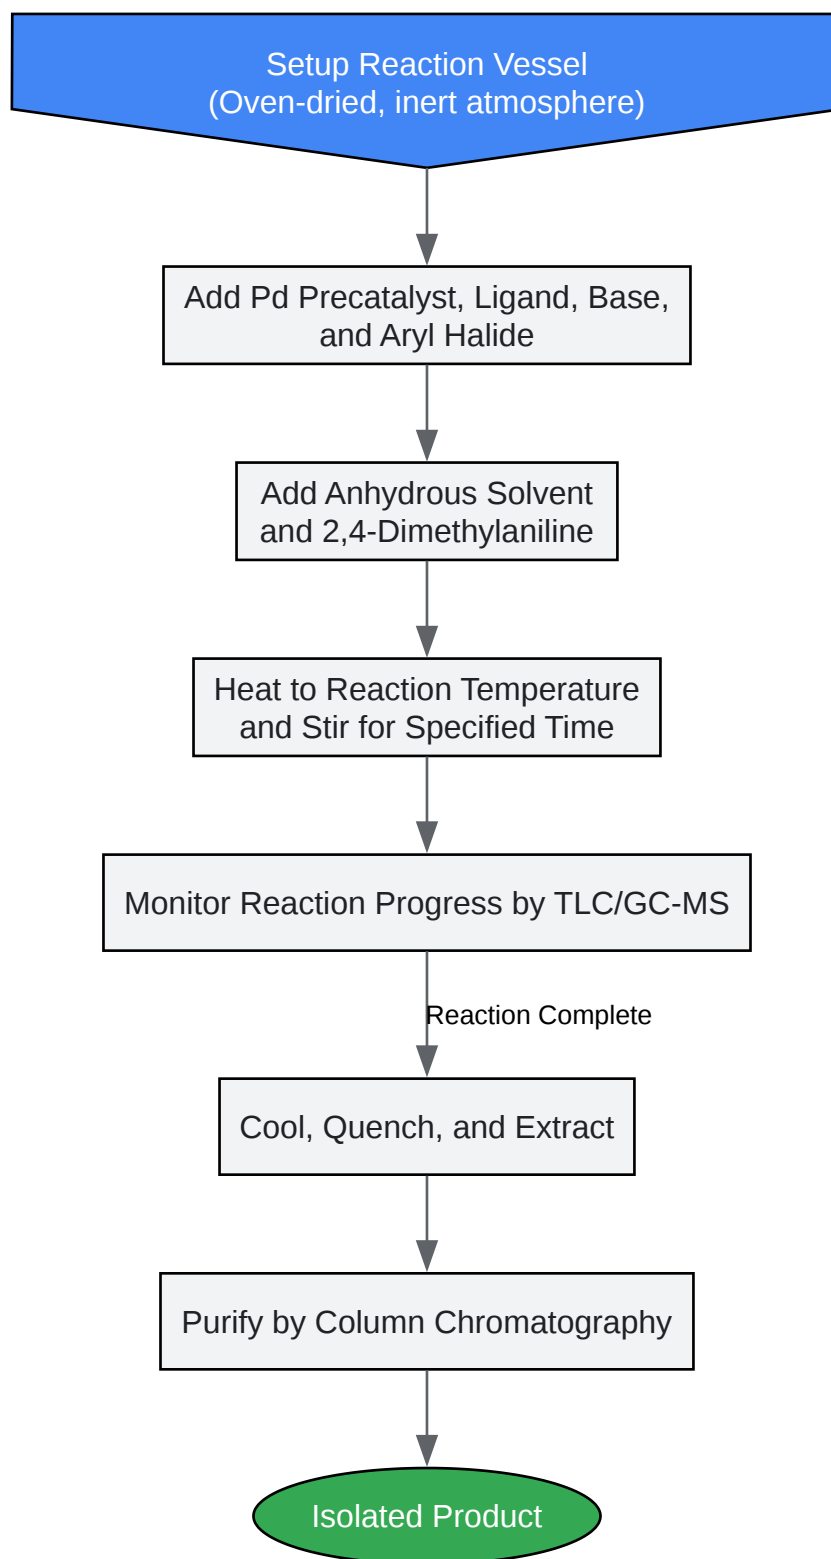 Setup Reaction Vessel
(Oven-dried, inert atmosphere)
Add Pd Precatalyst, Ligand, Base,
and Aryl Halide
Add Anhydrous Solvent
and 2,4-Dimethylaniline
Heat to Reaction Temperature
and Stir for Specified Time
Monitor Reaction Progress by TLC/GC-MS
Reaction Complete
Cool, Quench, and Extract
Purify by Column Chromatography
Isolated Product